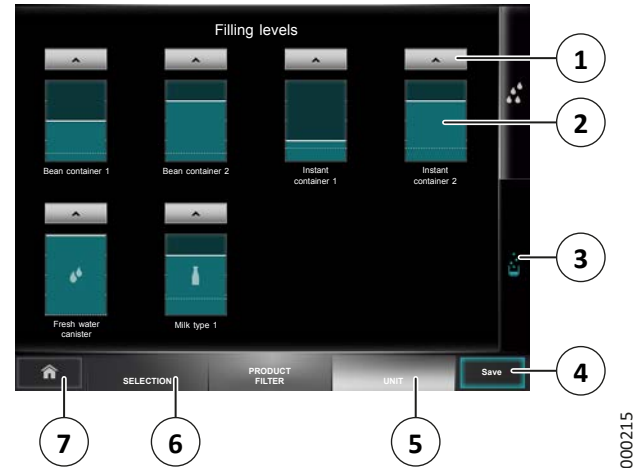 Filling levels
1
2
Bean container 1
Bean container 2
Instant
container 1
Instant
container 2
3
Fresh water
canister
Milk type 1
SELECTION
PRODUCT
FILTER
UNIT
Save
4
7
6
5
000215